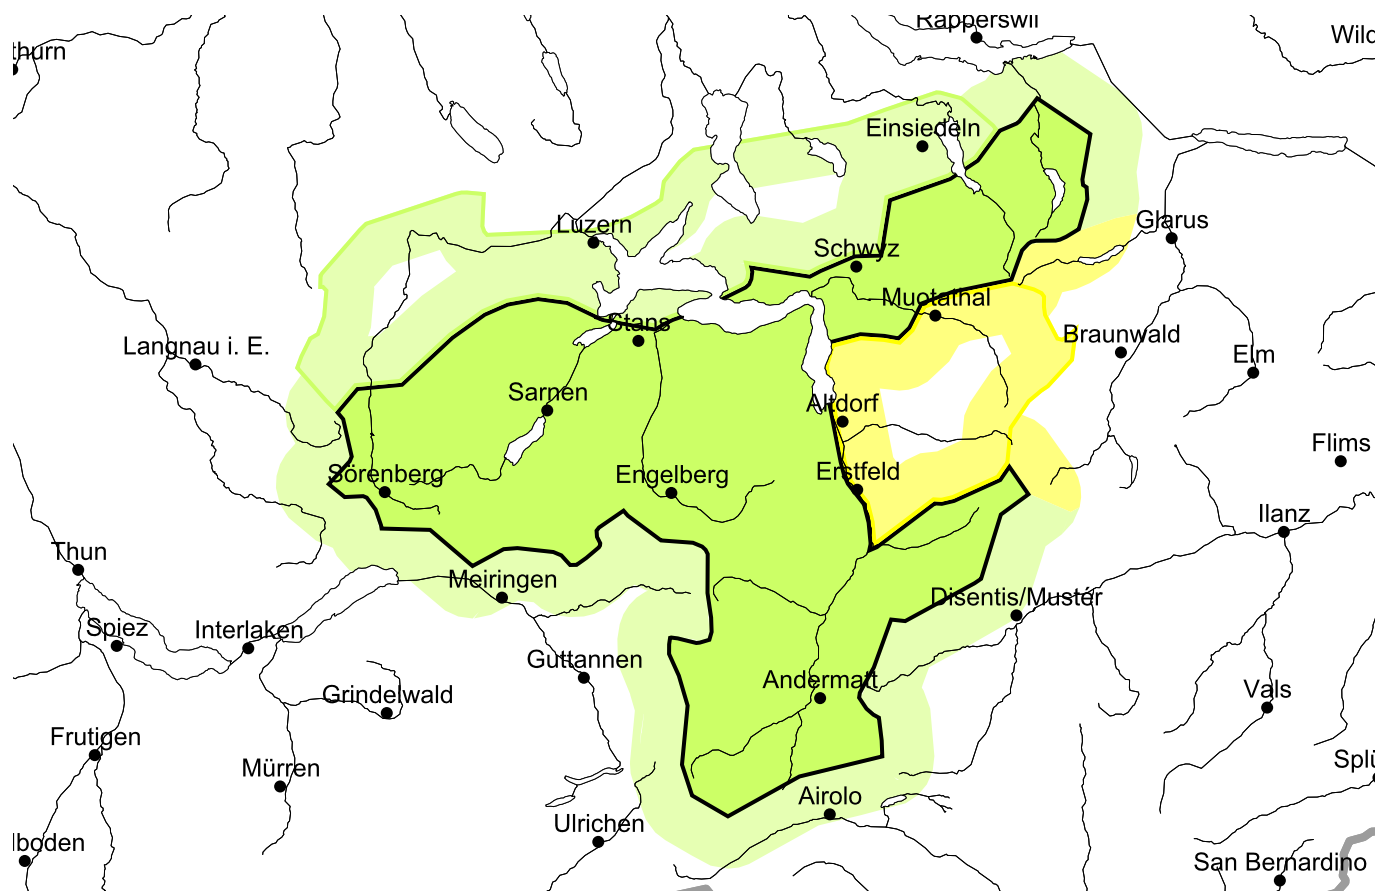 Rapperswil
thurn
Wilc
Einsiedeln
Luzern
Glarus
Schwyz
Muotathal
Stans
Braunwald
Langnau i. E.
Elm
Sarnen
Altdorf
Flims
Sörenberg
Engelberg
Erstfeld
Ilanz
Thun
Meiringen
Disentis/Mustér
Spiez
Interlaken
Guttannen
Andermatt
Vals
Grindelwald
Frutigen
Mürren
Splü
Airolo
Ulrichen
lboden
San Bernardino